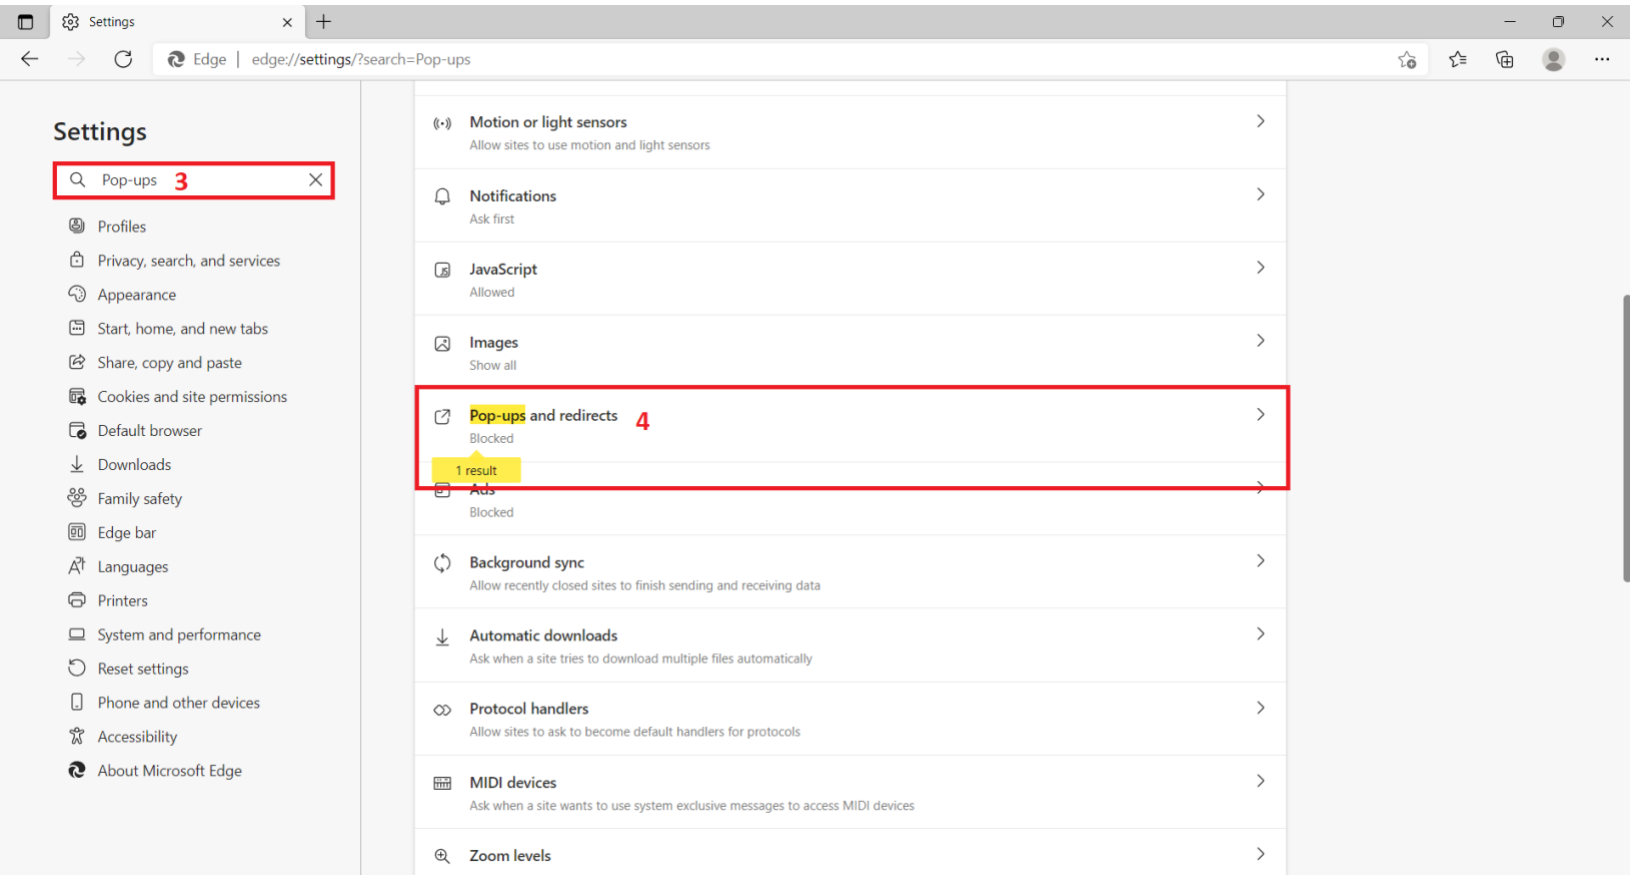 Settings
Edge | edge://settings/?search=Pop-ups
Settings
Pop-ups 3
Profiles
Privacy, search, and services
Appearance
Start, home, and new tabs
Share, copy and paste
Cookies and site permissions
Default browser
Downloads
Family safety
Edge bar
Languages
Printers
System and performance
Reset settings
Phone and other devices
Accessibility
About Microsoft Edge
Motion or light sensors
Allow sites to use motion and light sensors
Notifications
Ask first
JavaScript
Allowed
Images
Show all
Pop-ups and redirects 4
Blocked
1 result
Ads
Blocked
Background sync
Allow recently closed sites to finish sending and receiving data
Automatic downloads
Ask when a site tries to download multiple files automatically
Protocol handlers
Allow sites to ask to become default handlers for protocols
MIDI devices
Ask when a site wants to use system exclusive messages to access MIDI devices
Zoom levels